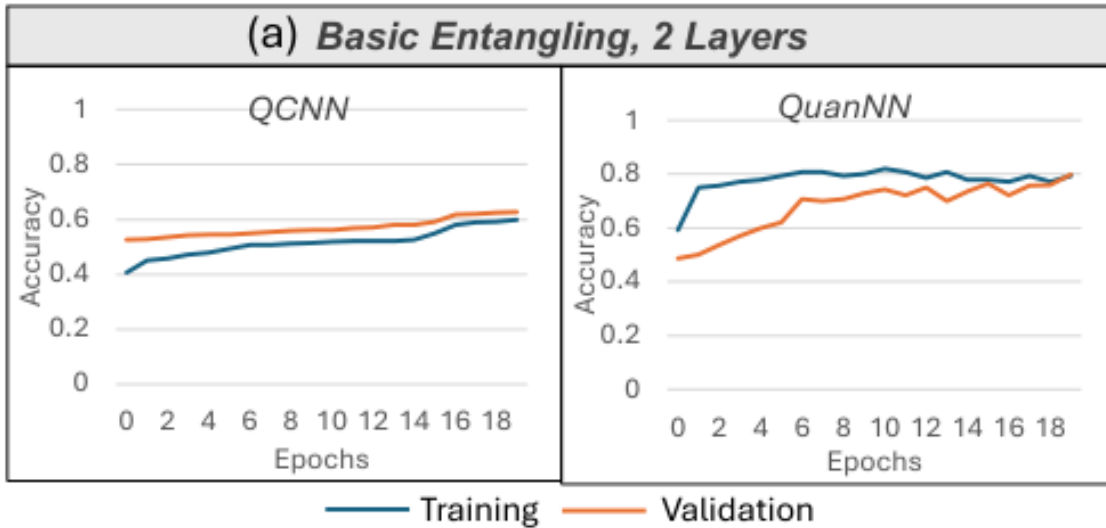 (a) Basic Entangling, 2 Layers
QCNN
1
0.8
0.6
0.4
0.2
0
Accuracy
0 2 4 6 8 10 12 14 16 18
Epochs
QuanNN
1
0.8
0.6
0.4
0.2
0
Accuracy
0 2 4 6 8 10 12 14 16 18
Epochs
Training Validation